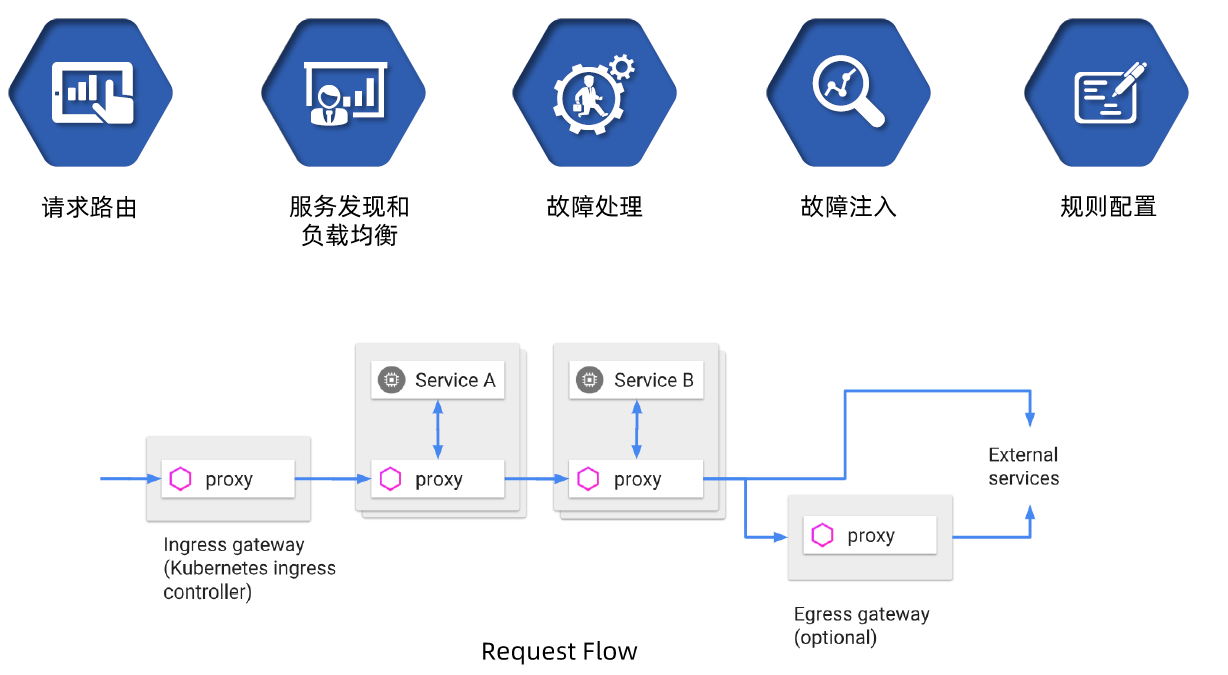 请求路由
服务发现和
负载均衡
故障处理
故障注入
规则配置
Service A
Service B
proxy
proxy
proxy
External
services
proxy
Ingress gateway
(Kubernetes ingress
controller)
Egress gateway
(optional)
Request Flow